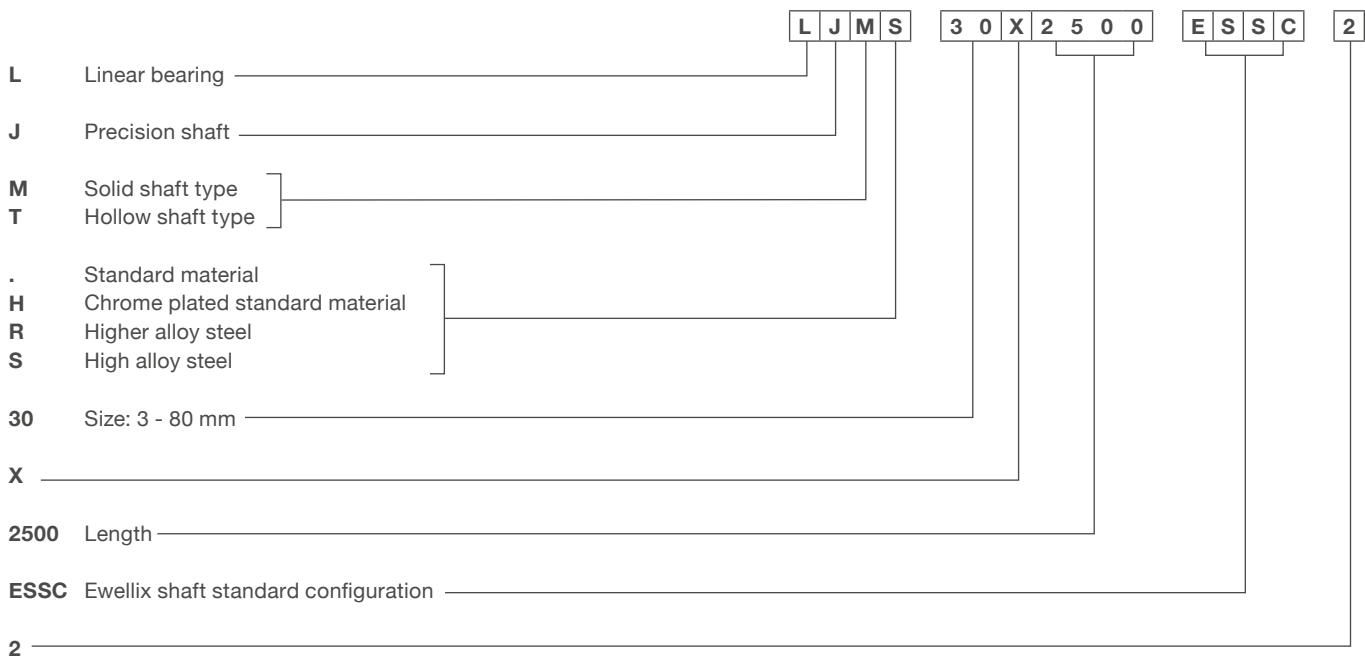 L J M S 3 0 X 2 5 0 0 E S S C 2
L Linear bearing
J Precision shaft
M Solid shaft type
T Hollow shaft type
. Standard material
H Chrome plated standard material
R Higher alloy steel
S High alloy steel
30 Size: 3 - 80 mm
X
2500 Length
ESSC Ewellix shaft standard configuration
2